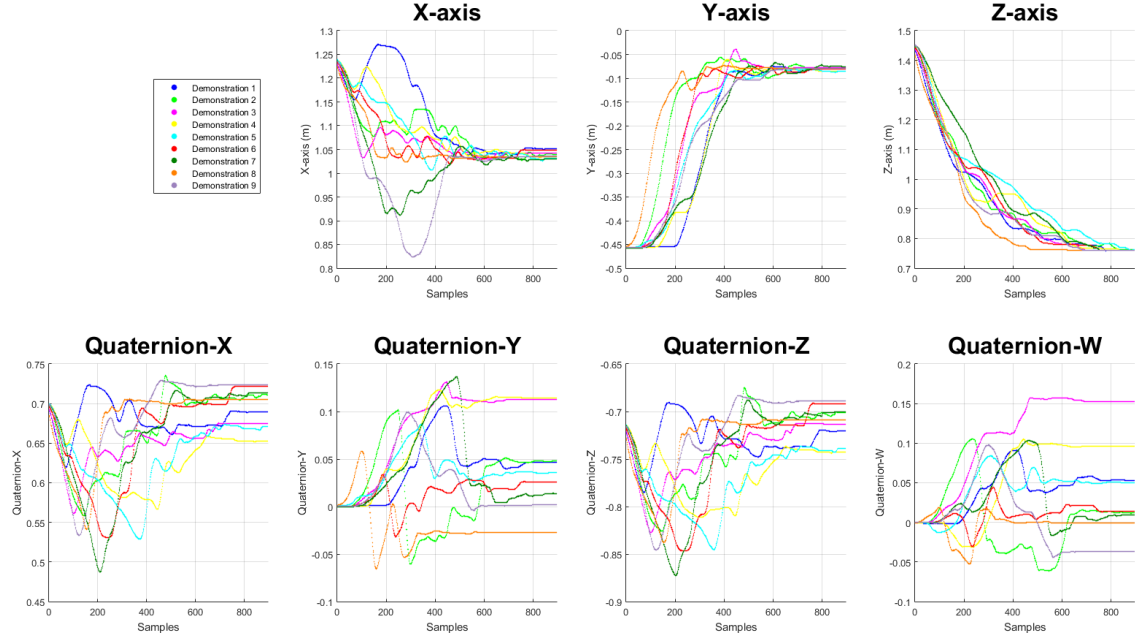 X-axis
Y-axis
Z-axis
Demonstration 1
Demonstration 2
Demonstration 3
Demonstration 4
Demonstration 5
Demonstration 6
Demonstration 7
Demonstration 8
Demonstration 9
X-axis (m)
1.3
1.25
1.2
1.15
1.1
1.05
1
0.95
0.9
0.85
0.8
0 200 400 600 800
Samples
Y-axis (m)
0
-0.05
-0.1
-0.15
-0.2
-0.25
-0.3
-0.35
-0.4
-0.45
-0.5
0 200 400 600 800
Samples
Z-axis (m)
1.5
1.4
1.3
1.2
1.1
1
0.9
0.8
0.7
0 200 400 600 800
Samples
Quaternion-X
Quaternion-X
0.75
0.7
0.65
0.6
0.55
0.5
0.45
0 200 400 600 800
Samples
Quaternion-Y
Quaternion-Y
0.15
0.1
0.05
0
-0.05
-0.1
0 200 400 600 800
Samples
Quaternion-Z
Quaternion-Z
-0.65
-0.7
-0.75
-0.8
-0.85
-0.9
0 200 400 600 800
Samples
Quaternion-W
Quaternion-W
0.2
0.15
0.1
0.05
0
-0.05
-0.1
0 200 400 600 800
Samples